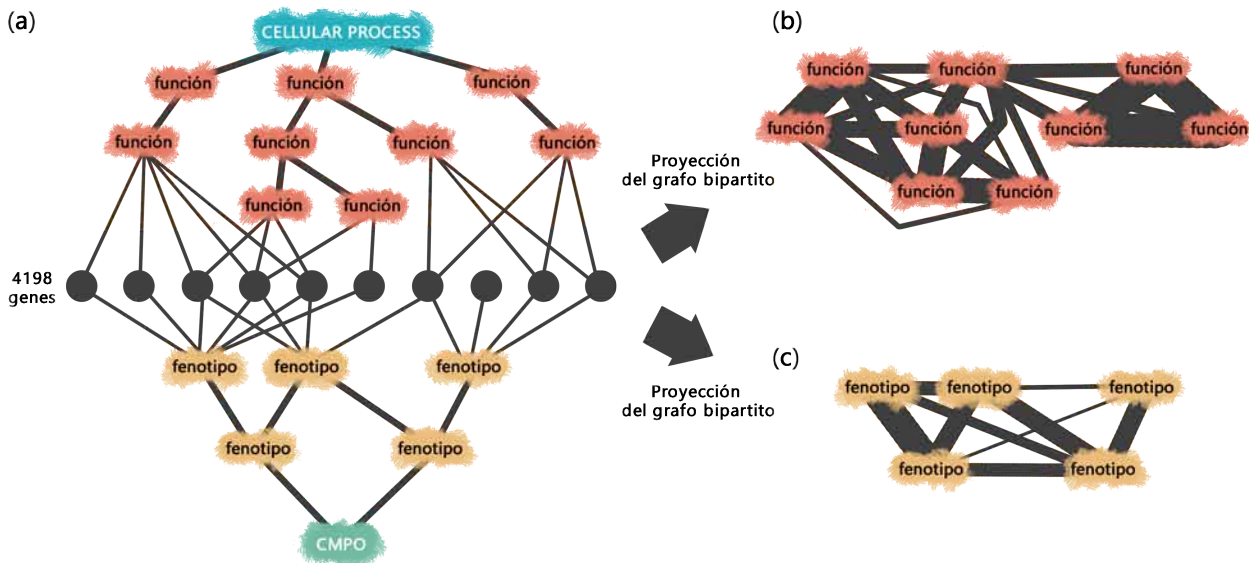 (a)
CELLULAR PROCESS
función
función
función
función
función
función
función
función
función
4198
genes
fenotipo
fenotipo
fenotipo
fenotipo
fenotipo
CMPO
Proyección
del grafo bipartito
Proyección
del grafo bipartito
(b)
función
función
función
función
función
función
función
función
función
(c)
fenotipo
fenotipo
fenotipo
fenotipo
fenotipo